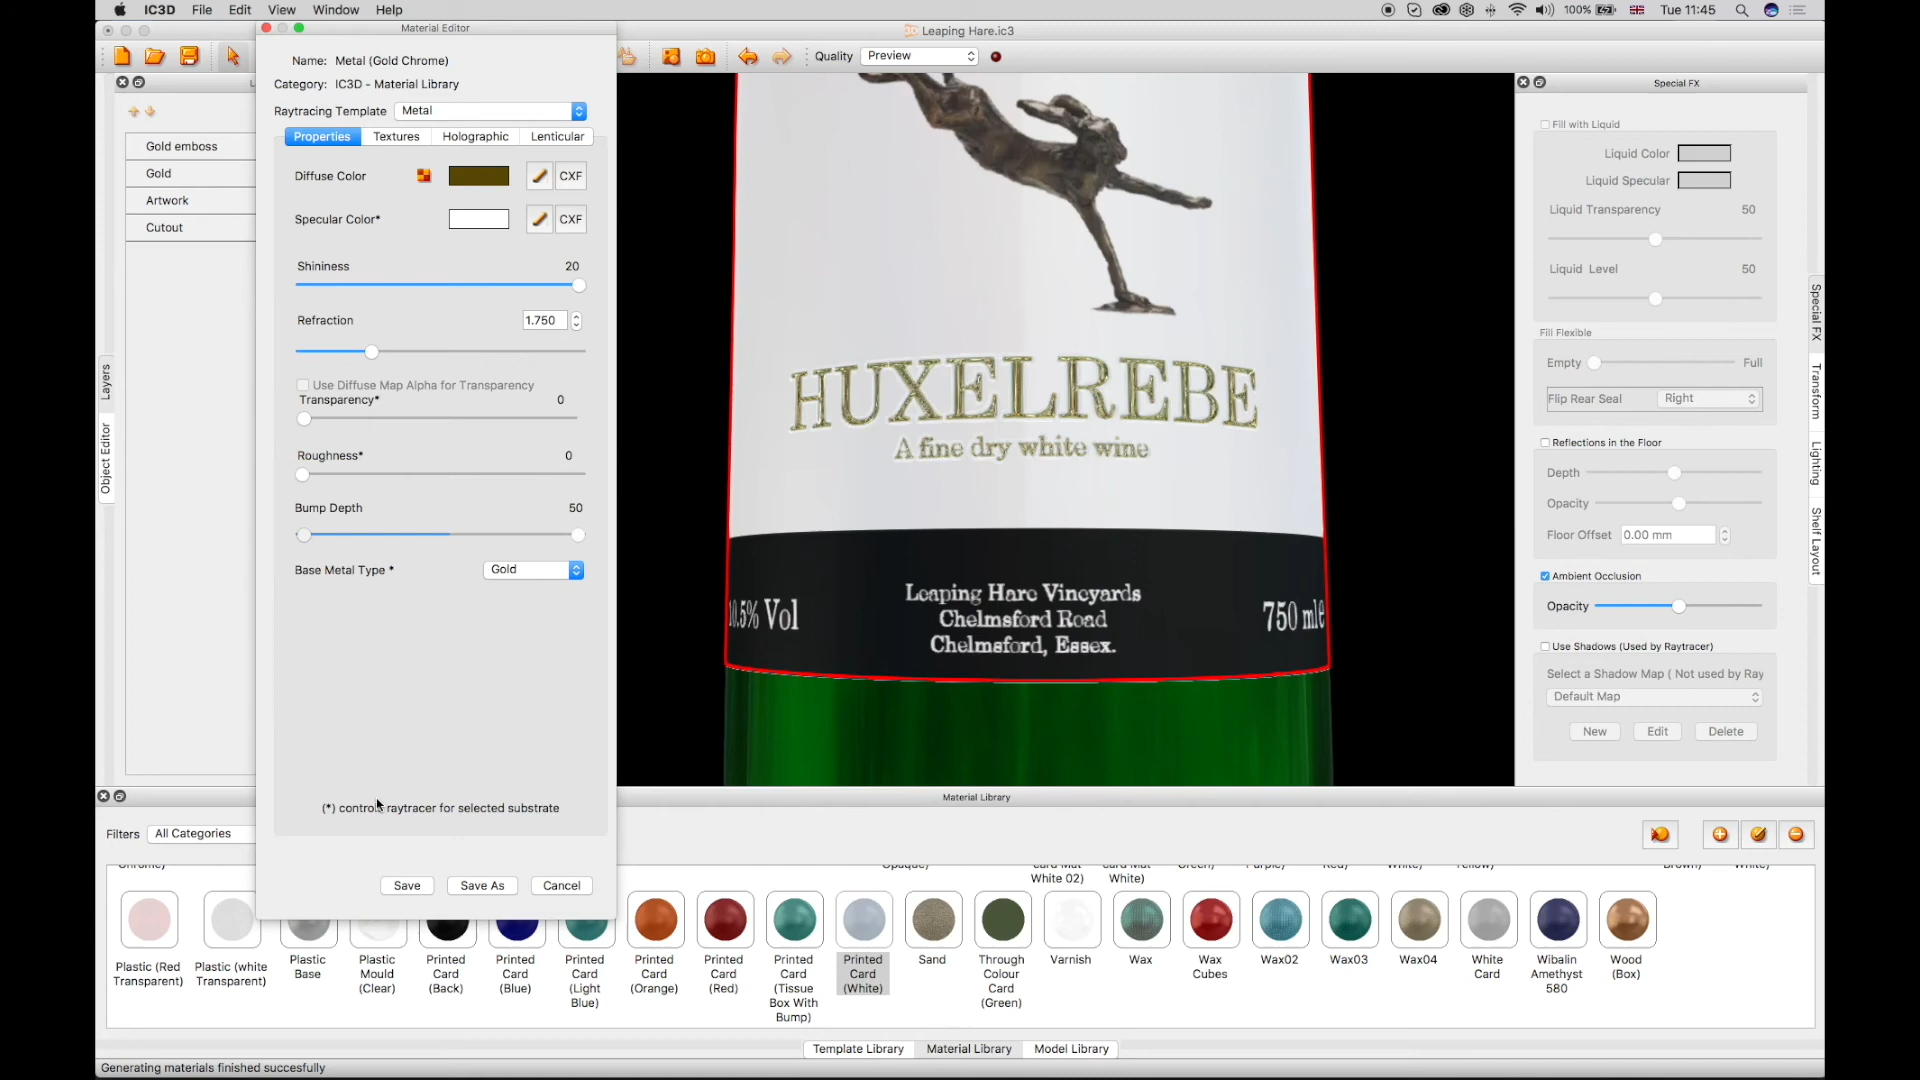 IC3D File Edit View Window Help
100% Tue 11:45
Material Editor
Leaping Hare.ic3
Quality Preview
Name: Metal (Gold Chrome)
Category: IC3D - Material Library
Raytracing Template Metal
Properties Textures Holographic Lenticular
Diffuse Color CXF
Specular Color* CXF
Shininess 20
Refraction 1.750
Use Diffuse Map Alpha for Transparency
Transparency* 0
Roughness* 0
Bump Depth 50
Base Metal Type * Gold
(*) controls raytracer for selected substrate
Save Save As Cancel
Gold emboss
Gold
Artwork
Cutout
Layers
Object Editor
HUXELREBE
A fine dry white wine
Leaping Hare Vineyards
Chelmsford Road
Chelmsford, Essex.
10.5% Vol
750 mle
Special FX
Fill with Liquid
Liquid Color
Liquid Specular
Liquid Transparency 50
Liquid Level 50
Fill Flexible
Empty Full
Flip Rear Seal Right
Reflections in the Floor
Depth
Opacity
Floor Offset 0.00 mm
Ambient Occlusion
Opacity
Use Shadows (Used by Raytracer)
Select a Shadow Map ( Not used by Ray
Default Map
New Edit Delete
Special FX
Transform
Lighting
Shelf Layout
Material Library
Filters All Categories
White 02) White)
Plastic (Red Transparent)
Plastic (white Transparent)
Plastic Base
Plastic Mould (Clear)
Printed Card (Back)
Printed Card (Blue)
Printed Card (Light Blue)
Printed Card (Orange)
Printed Card (Red)
Printed Card (Tissue Box With Bump)
Printed Card (White)
Sand
Through Colour Card (Green)
Varnish
Wax
Wax Cubes
Wax02
Wax03
Wax04
White Card
Wibalin Amethyst 580
Wood (Box)
Template Library Material Library Model Library
Generating materials finished succesfully